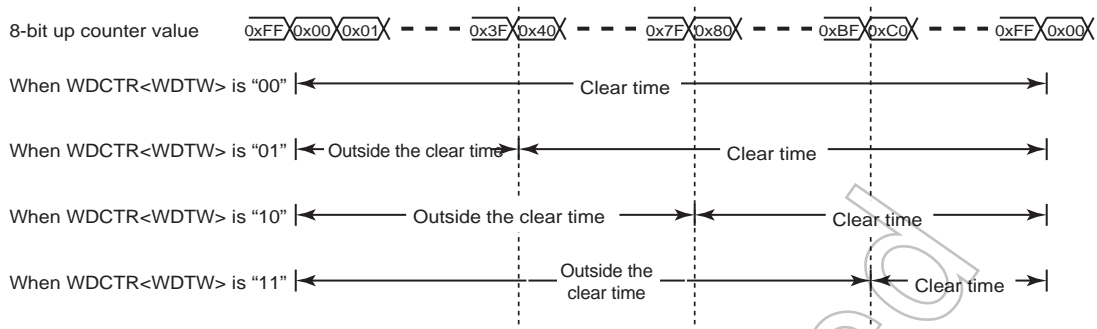 8-bit up counter value 0xFF 0x00 0x01 0x3F 0x40 0x7F 0x80 0xBF 0xC0 0xFF 0x00
When WDCTR<WDTW> is “00” Clear time
When WDCTR<WDTW> is “01” Outside the clear time Clear time
When WDCTR<WDTW> is “10” Outside the clear time Clear time
When WDCTR<WDTW> is “11” Outside the
clear time Clear time